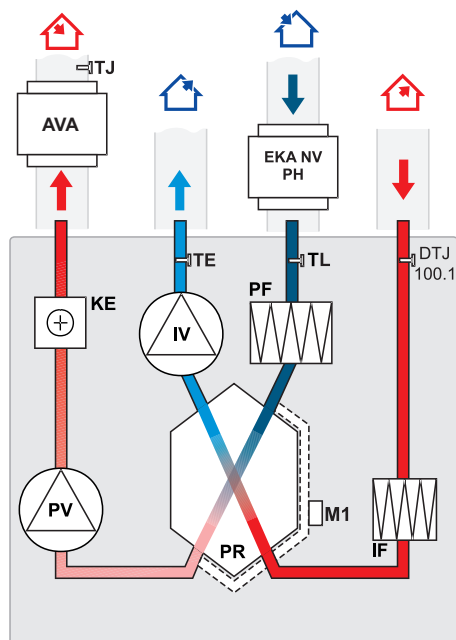 TJ
AVA
EKA NV
PH
TE
TL
DTJ
100.1
KE
PF
IV
PV
M1
PR
IF